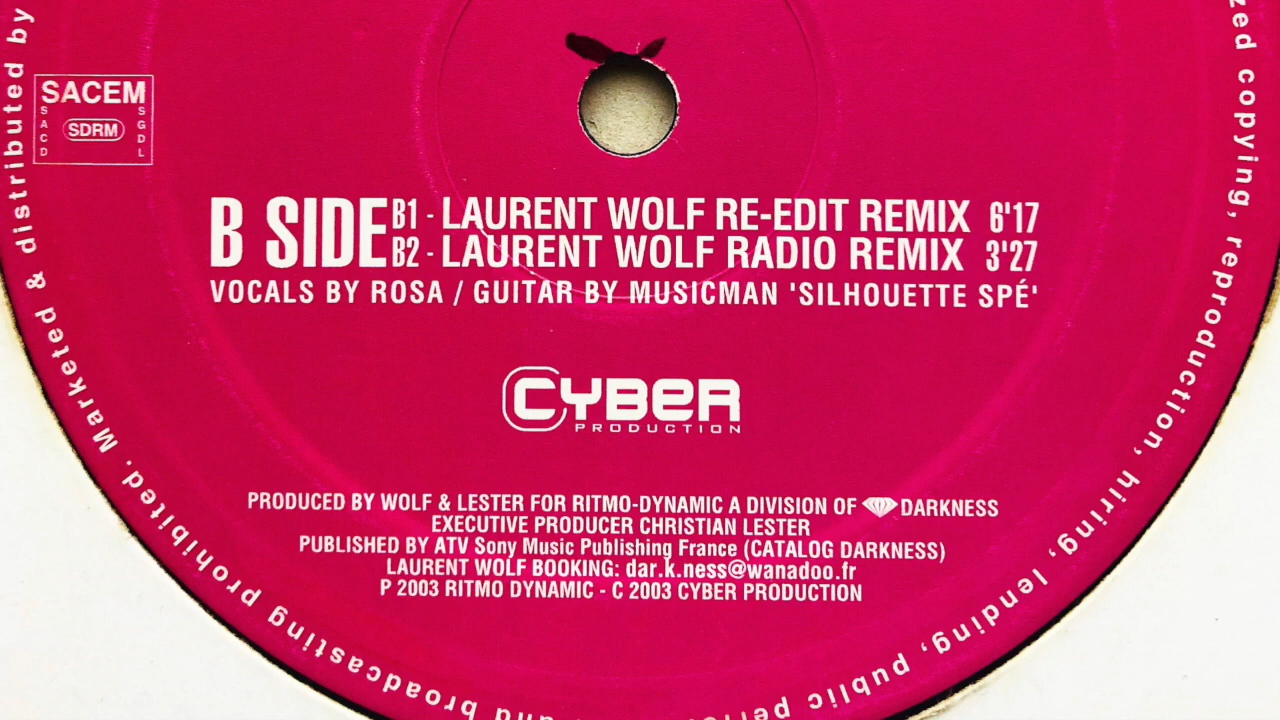 SACEM
SACD
SDRM
SGDL
B SIDE
B1 - LAURENT WOLF RE-EDIT REMIX 6'17
B2 - LAURENT WOLF RADIO REMIX 3'27
VOCALS BY ROSA / GUITAR BY MUSICMAN 'SILHOUETTE SPÉ'
CYBER
PRODUCTION
PRODUCED BY WOLF & LESTER FOR RITMO-DYNAMIC A DIVISION OF DARKNESS
EXECUTIVE PRODUCER CHRISTIAN LESTER
PUBLISHED BY ATV Sony Music Publishing France (CATALOG DARKNESS)
LAURENT WOLF BOOKING: dar.k.ness@wanadoo.fr
P 2003 RITMO DYNAMIC - C 2003 CYBER PRODUCTION
copying, reproduction, hiring, lending, public
and broadcasting prohibited. Marketed & distributed by